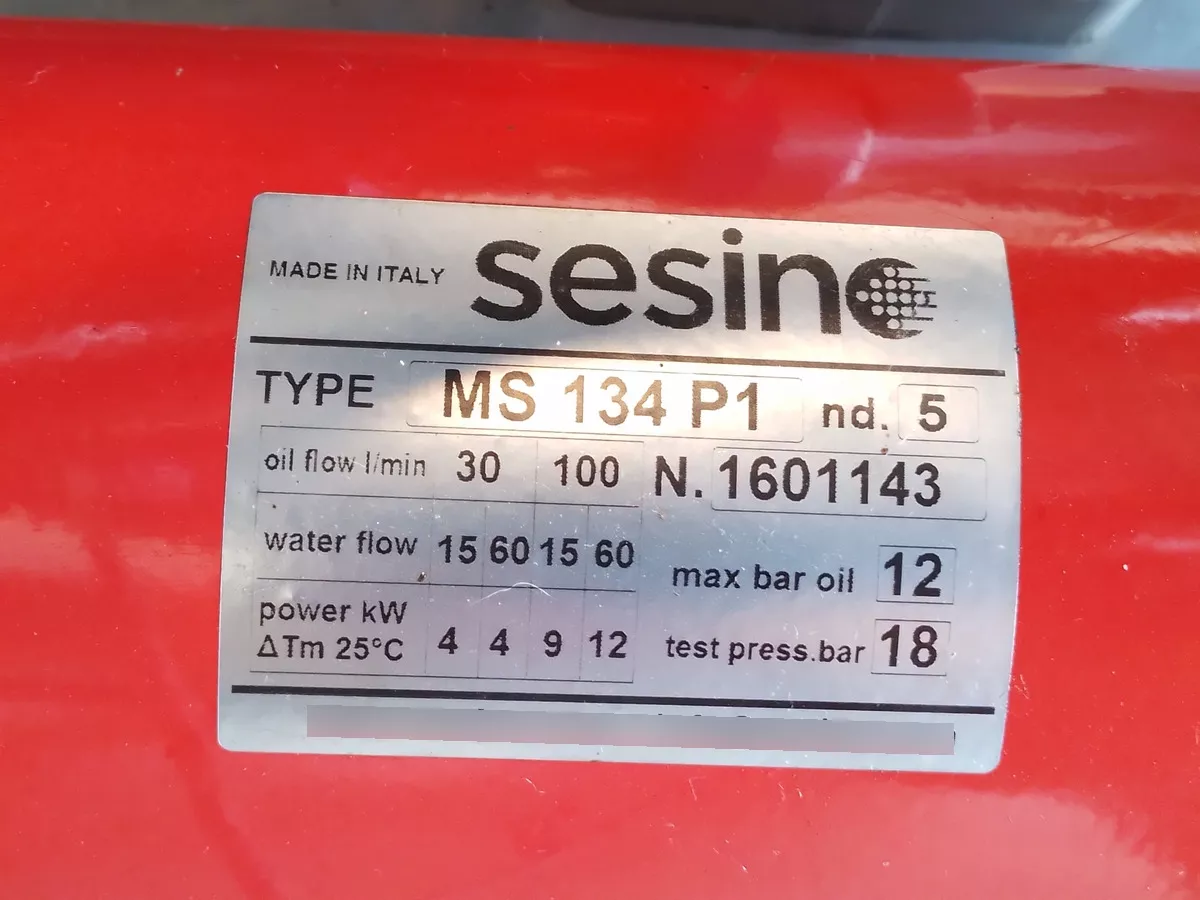 MADE IN ITALY sesino
TYPE MS 134 P1 nd. 5
oil flow l/min 30 100 N. 1601143
water flow 15 60 15 60
max bar oil 12
power kW
ΔTm 25°C 4 4 9 12
test press.bar 18